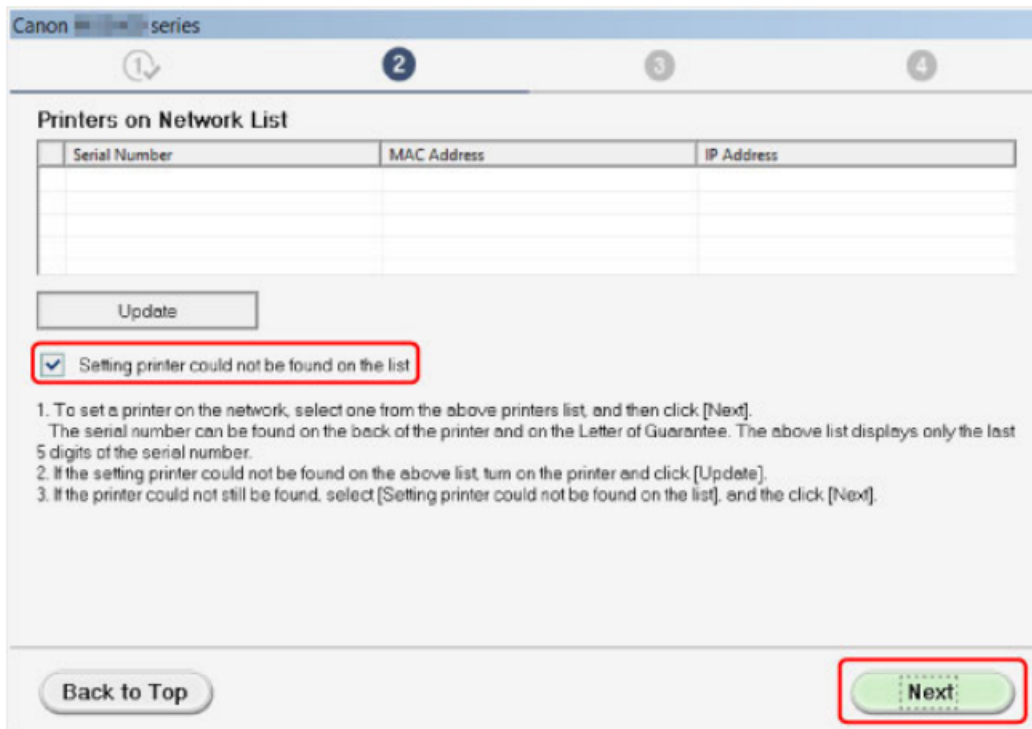 Canon series
1 2 3 4
Printers on Network List
Serial Number MAC Address IP Address
Update
Setting printer could not be found on the list
1. To set a printer on the network, select one from the above printers list, and then click [Next].
The serial number can be found on the back of the printer and on the Letter of Guarantee. The above list displays only the last
5 digits of the serial number.
2. If the setting printer could not be found on the above list, turn on the printer and click [Update].
3. If the printer could not still be found, select [Setting printer could not be found on the list], and the click [Next].
Back to Top Next